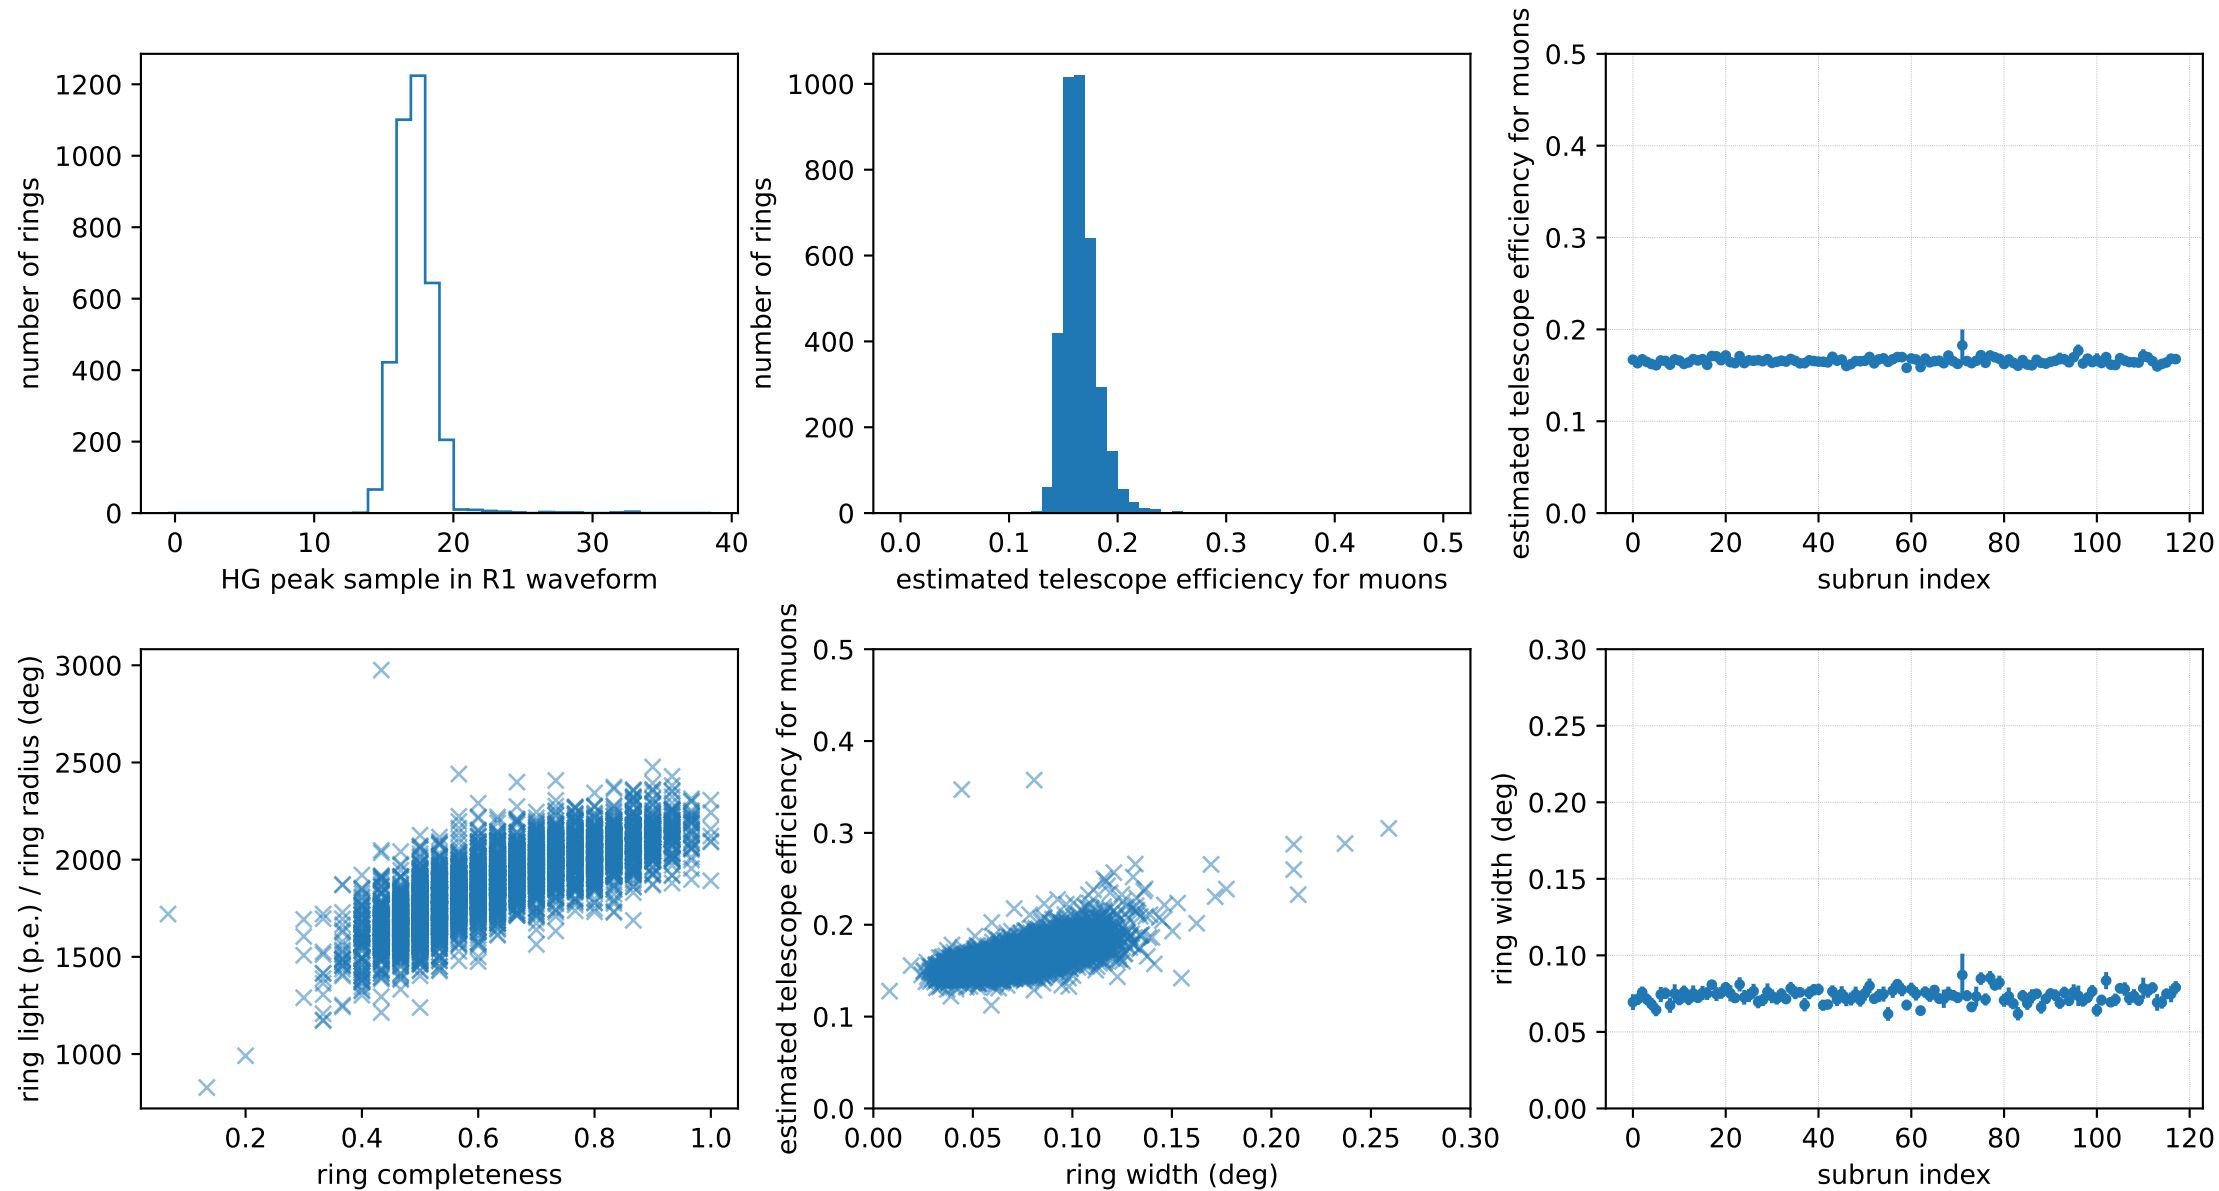 number of rings
1200
1000
800
600
400
200
0
0 10 20 30 40
HG peak sample in R1 waveform
number of rings
1000
800
600
400
200
0
0.0 0.1 0.2 0.3 0.4 0.5
estimated telescope efficiency for muons
estimated telescope efficiency for muons
0.5
0.4
0.3
0.2
0.1
0.0
0 20 40 60 80 100 120
subrun index
ring light (p.e.) / ring radius (deg)
3000
2500
2000
1500
1000
0.2 0.4 0.6 0.8 1.0
ring completeness
estimated telescope efficiency for muons
0.5
0.4
0.3
0.2
0.1
0.0
0.00 0.05 0.10 0.15 0.20 0.25 0.30
ring width (deg)
ring width (deg)
0.30
0.25
0.20
0.15
0.10
0.05
0.00
0 20 40 60 80 100 120
subrun index